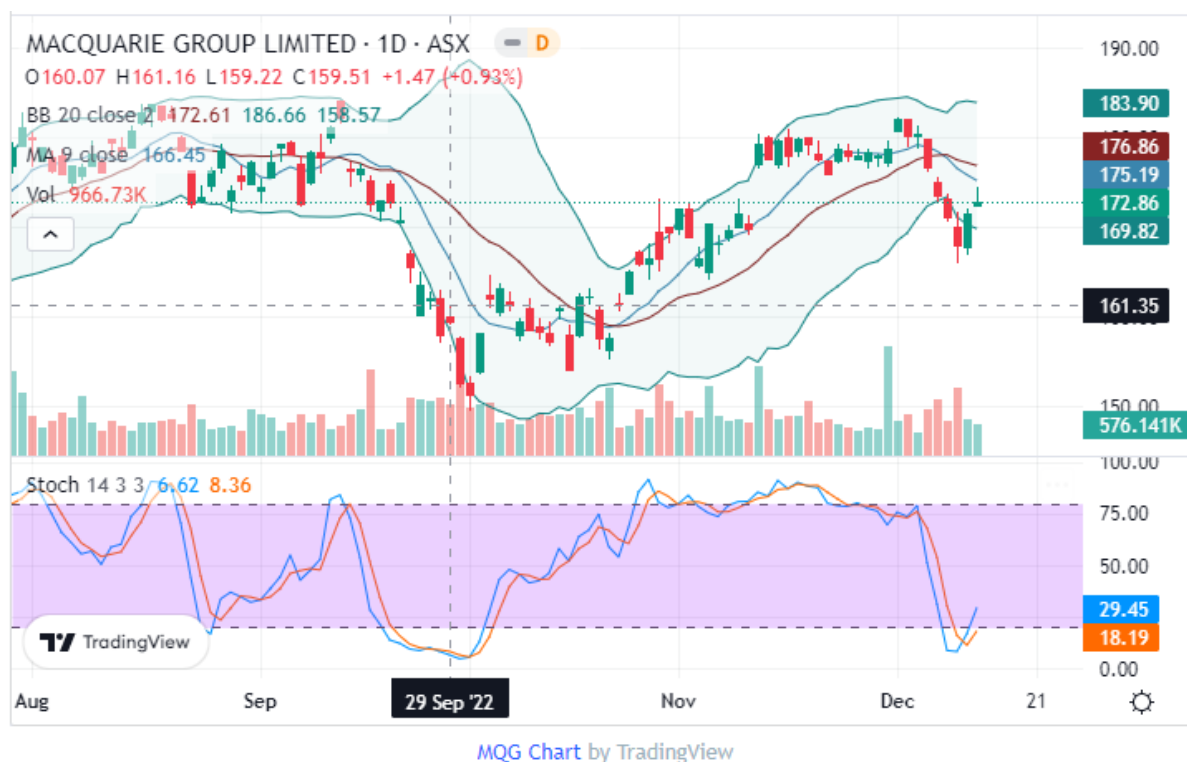 MACQUARIE GROUP LIMITED · 1D · ASX D
O160.07 H161.16 L159.22 C159.51 +1.47 (+0.93%)
BB 20 close 2 172.61 186.66 158.57
MA 9 close 166.45
Vol 966.73K
190.00
183.90
176.86
175.19
172.86
169.82
161.35
150.00
576.141K
100.00
Stoch 14 3 3 6.62 8.36
75.00
50.00
29.45
18.19
0.00
TradingView
Aug Sep 29 Sep '22 Nov Dec 21
MQG Chart by TradingView